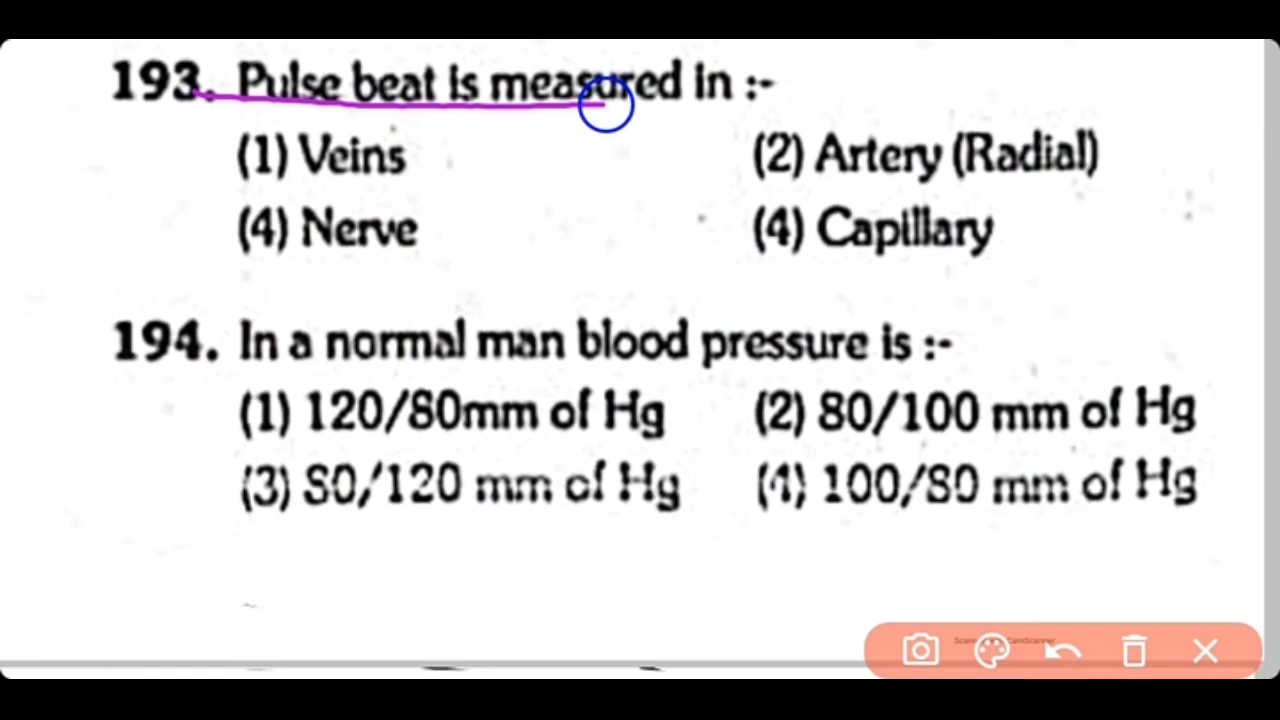 193. Pulse beat is measured in :-
(1) Veins (2) Artery (Radial)
(4) Nerve (4) Capillary
194. In a normal man blood pressure is :-
(1) 120/80mm of Hg (2) 80/100 mm of Hg
(3) 80/120 mm of Hg (4) 100/80 mm of Hg